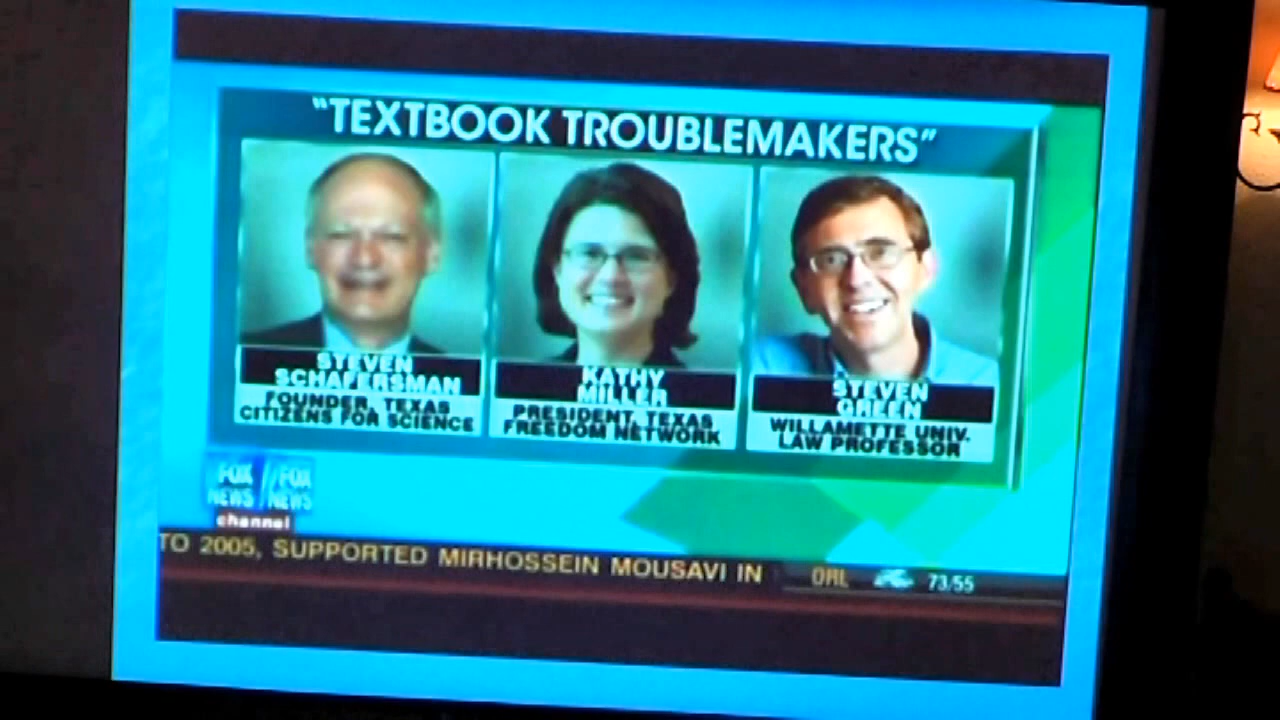 "TEXTBOOK TROUBLEMAKERS"
STEVEN
SCHAFERSMAN
FOUNDER, TEXAS
CITIZENS FOR SCIENCE
KATHY
MILLER
PRESIDENT, TEXAS
FREEDOM NETWORK
STEVEN
GREEN
WILLAMETTE UNIV.
LAW PROFESSOR
FOX FOX
NEWS NEWS
channel
TO 2005, SUPPORTED MIRHOSSEIN MOUSAVI IN
73/55